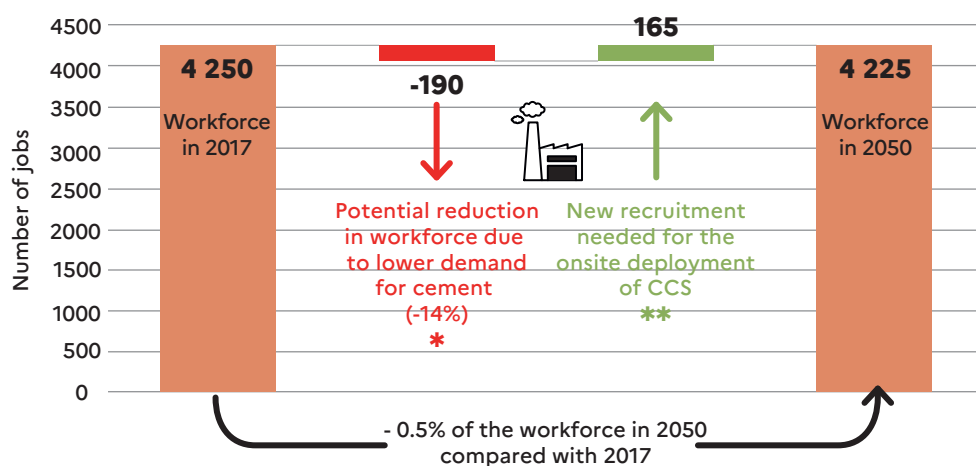 Number of jobs
4500
4000
3500
3000
2500
2000
1500
1000
500
0
4 250
Workforce
in 2017
-190
Potential reduction
in workforce due
to lower demand
for cement
(-14%)
*
165
New recruitment
needed for the
onsite deployment
of CCS
**
4 225
Workforce
in 2050
- 0.5% of the workforce in 2050
compared with 2017